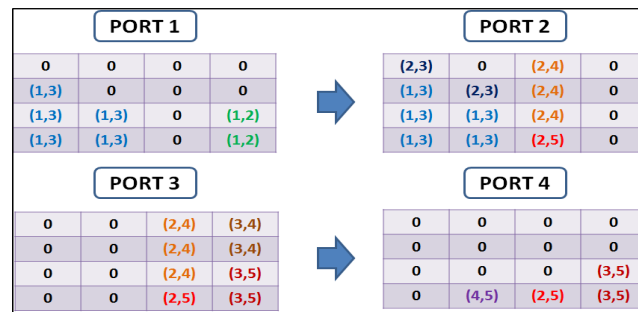 PORT 1
0 0 0 0
(1,3) 0 0 0
(1,3) (1,3) 0 (1,2)
(1,3) (1,3) 0 (1,2)
PORT 2
(2,3) 0 (2,4) 0
(1,3) (2,3) (2,4) 0
(1,3) (1,3) (2,4) 0
(1,3) (1,3) (2,5) 0
PORT 3
0 0 (2,4) (3,4)
0 0 (2,4) (3,4)
0 0 (2,4) (3,5)
0 0 (2,5) (3,5)
PORT 4
0 0 0 0
0 0 0 0
0 0 0 (3,5)
0 (4,5) (2,5) (3,5)